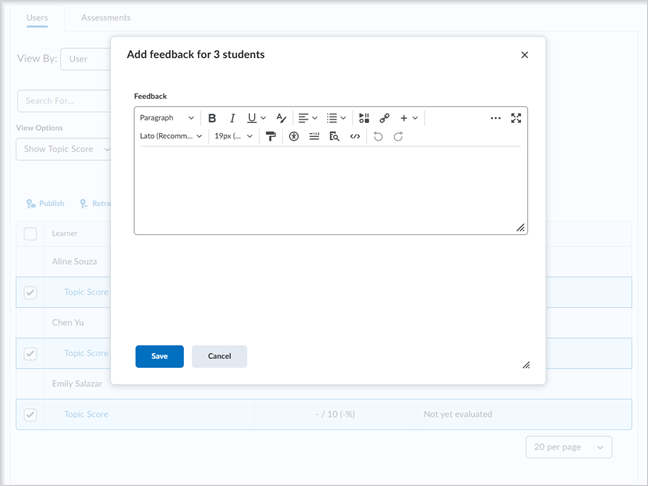 Users Assessments
View By: User
Add feedback for 3 students
Search For...
Feedback
Paragraph B I U
Lato (Recomm... 19px (...
View Options
Show Topic Score
Publish Retra
Learner
Aline Souza
Topic Score
Chen Yu
Topic Score
Save Cancel
Emily Salazar
Topic Score - / 10 (-%) Not yet evaluated
20 per page